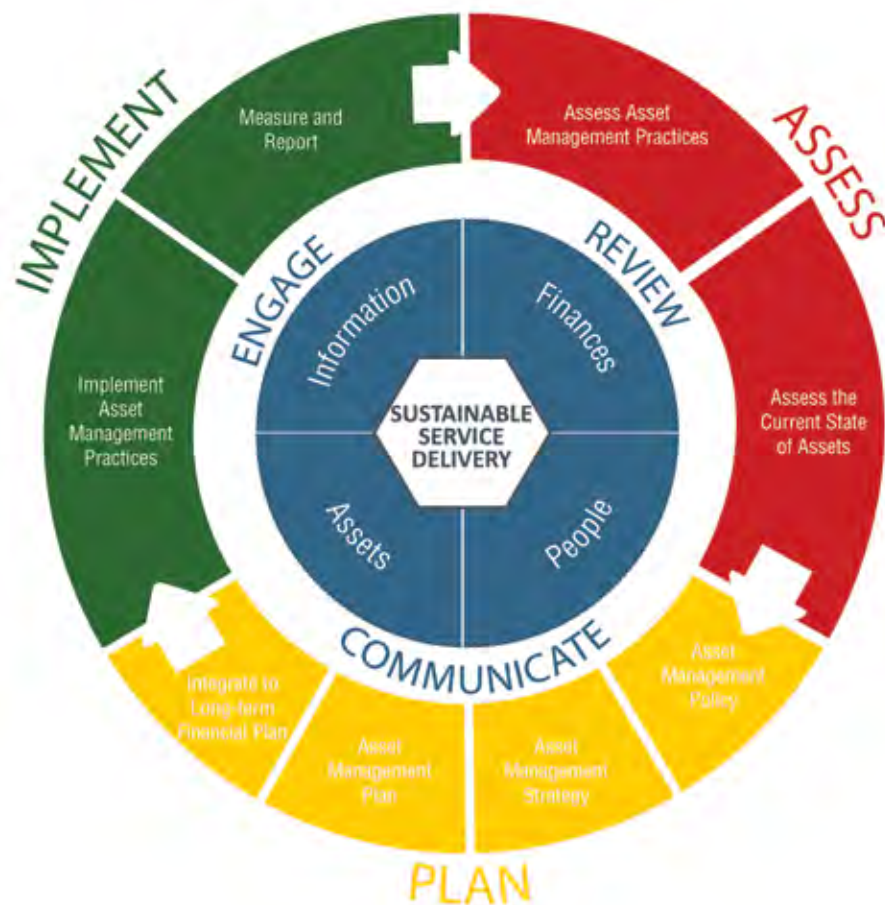 IMPLEMENT
Measure and
Report
Assess Asset
Management Practices
ASSESS
ENGAGE
REVIEW
Information
Finances
Implement
Asset
Management
Practices
SUSTAINABLE
SERVICE
DELIVERY
Assess the
Current State
of Assets
Assets
People
COMMUNICATE
Integrate to
Long-term
Financial Plan
Asset
Management
Plan
Asset
Management
Strategy
Asset
Management
Policy
PLAN